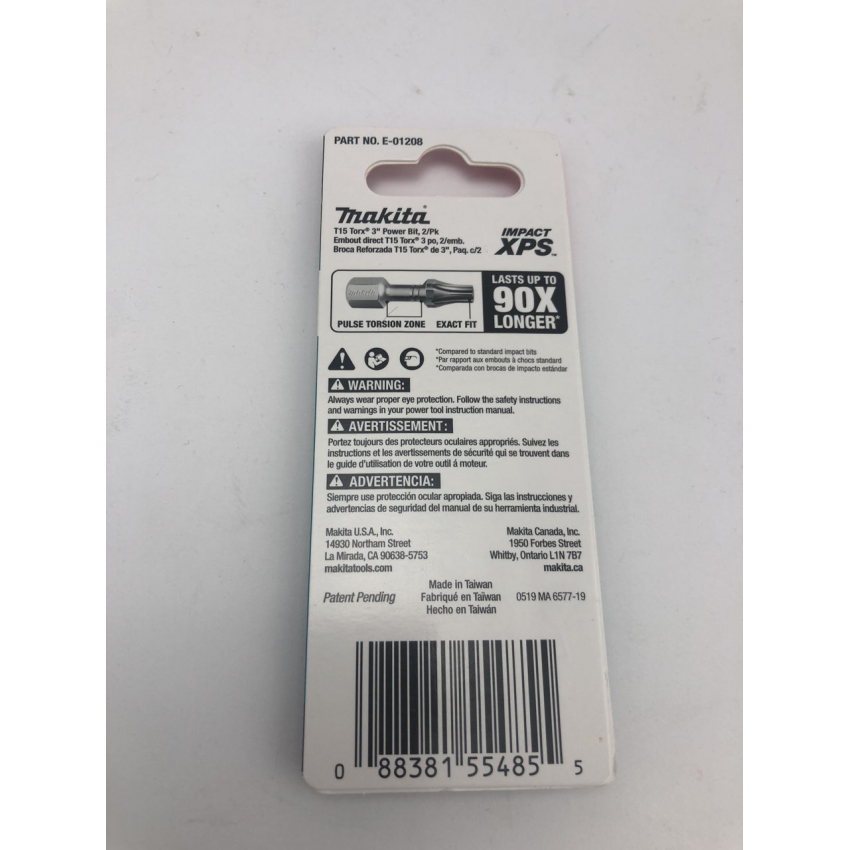 PART NO. E-01208
makita®
T15 Torx® 3" Power Bit, 2/Pk
Embout direct T15 Torx® 3 po, 2/emb.
Broca Reforzada T15 Torx® de 3", Paq. c/2
IMPACT
XPS™
makita
PULSE TORSION ZONE
EXACT FIT
LASTS UP TO
90X
LONGER*
*Compared to standard impact bits
*Par rapport aux embouts à chocs standard
*Comparada con brocas de impacto estándar
WARNING:
Always wear proper eye protection. Follow the safety instructions
and warnings in your power tool instruction manual.
AVERTISSEMENT:
Portez toujours des protecteurs oculaires appropriés. Suivez les
instructions et les avertissements de sécurité qui se trouvent dans
le guide d'utilisation de votre outil á moteur.
ADVERTENCIA:
Siempre use protección ocular apropiada. Siga las instrucciones y
advertencias de seguridad del manual de su herramienta industrial.
Makita U.S.A., Inc.
14930 Northam Street
La Mirada, CA 90638-5753
makitatools.com
Makita Canada, Inc.
1950 Forbes Street
Whitby, Ontario L1N 7B7
makita.ca
Patent Pending
Made in Taiwan
Fabriqué en Taïwan
Hecho en Taiwán
0519 MA 6577-19
0 88381 55485 5